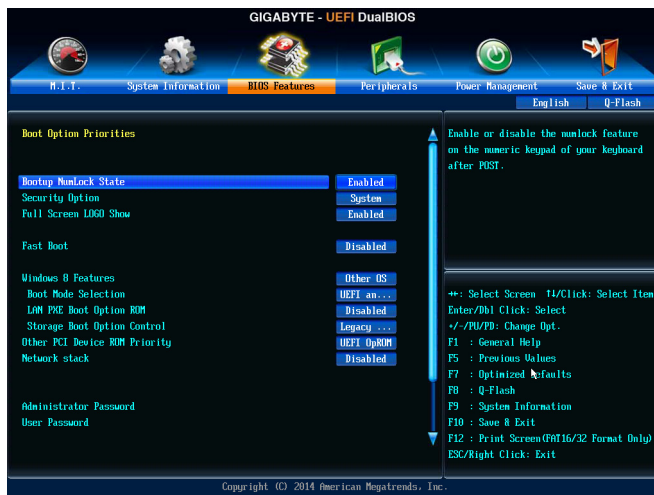 GIGABYTE - UEFI DualBIOS
M.I.T. System Information BIOS Features Peripherals Power Management Save & Exit
English Q-Flash
Boot Option Priorities
Bootup NumLock State Enabled
Security Option System
Full Screen LOGO Show Enabled
Fast Boot Disabled
Windows 8 Features Other OS
Boot Mode Selection UEFI an...
LAN PXE Boot Option ROM Disabled
Storage Boot Option Control Legacy ...
Other PCI Device ROM Priority UEFI OpROM
Network stack Disabled
Administrator Password
User Password
Enable or disable the numlock feature
on the numeric keypad of your keyboard
after POST.
→←: Select Screen ↑↓/Click: Select Item
Enter/Dbl Click: Select
+/-/PU/PD: Change Opt.
F1 : General Help
F5 : Previous Values
F7 : Optimized Defaults
F8 : Q-Flash
F9 : System Information
F10 : Save & Exit
F12 : Print Screen(FAT16/32 Format Only)
ESC/Right Click: Exit
Copyright (C) 2014 American Megatrends, Inc.